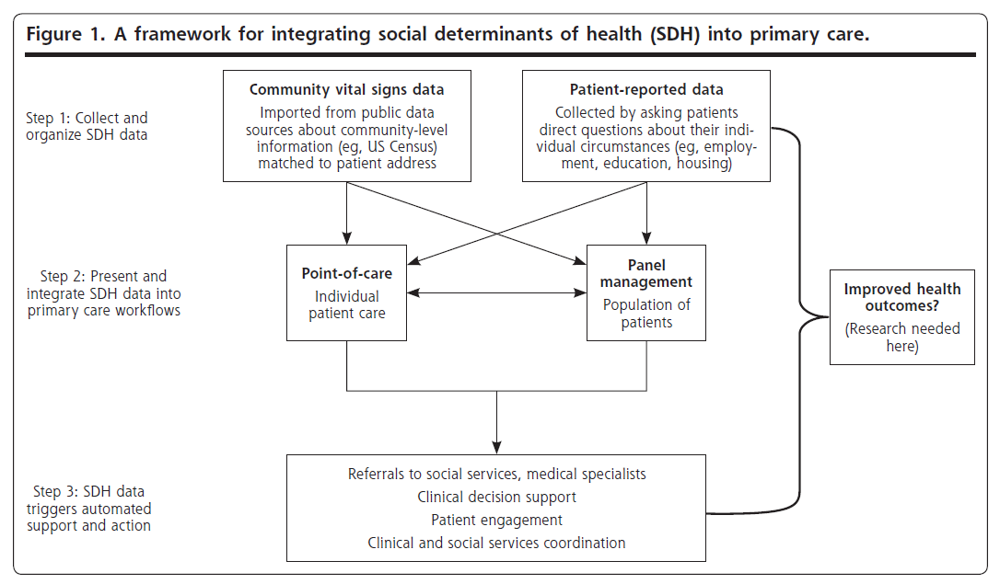 Figure 1. A framework for integrating social determinants of health (SDH) into primary care.
Step 1: Collect and
organize SDH data
Community vital signs data
Imported from public data
sources about community-level
information (eg, US Census)
matched to patient address
Patient-reported data
Collected by asking patients
direct questions about their indi-
vidual circumstances (eg, employ-
ment, education, housing)
Step 2: Present and
integrate SDH data into
primary care workflows
Point-of-care
Individual
patient care
Panel
management
Population of
patients
Improved health
outcomes?
(Research needed
here)
Step 3: SDH data
triggers automated
support and action
Referrals to social services, medical specialists
Clinical decision support
Patient engagement
Clinical and social services coordination